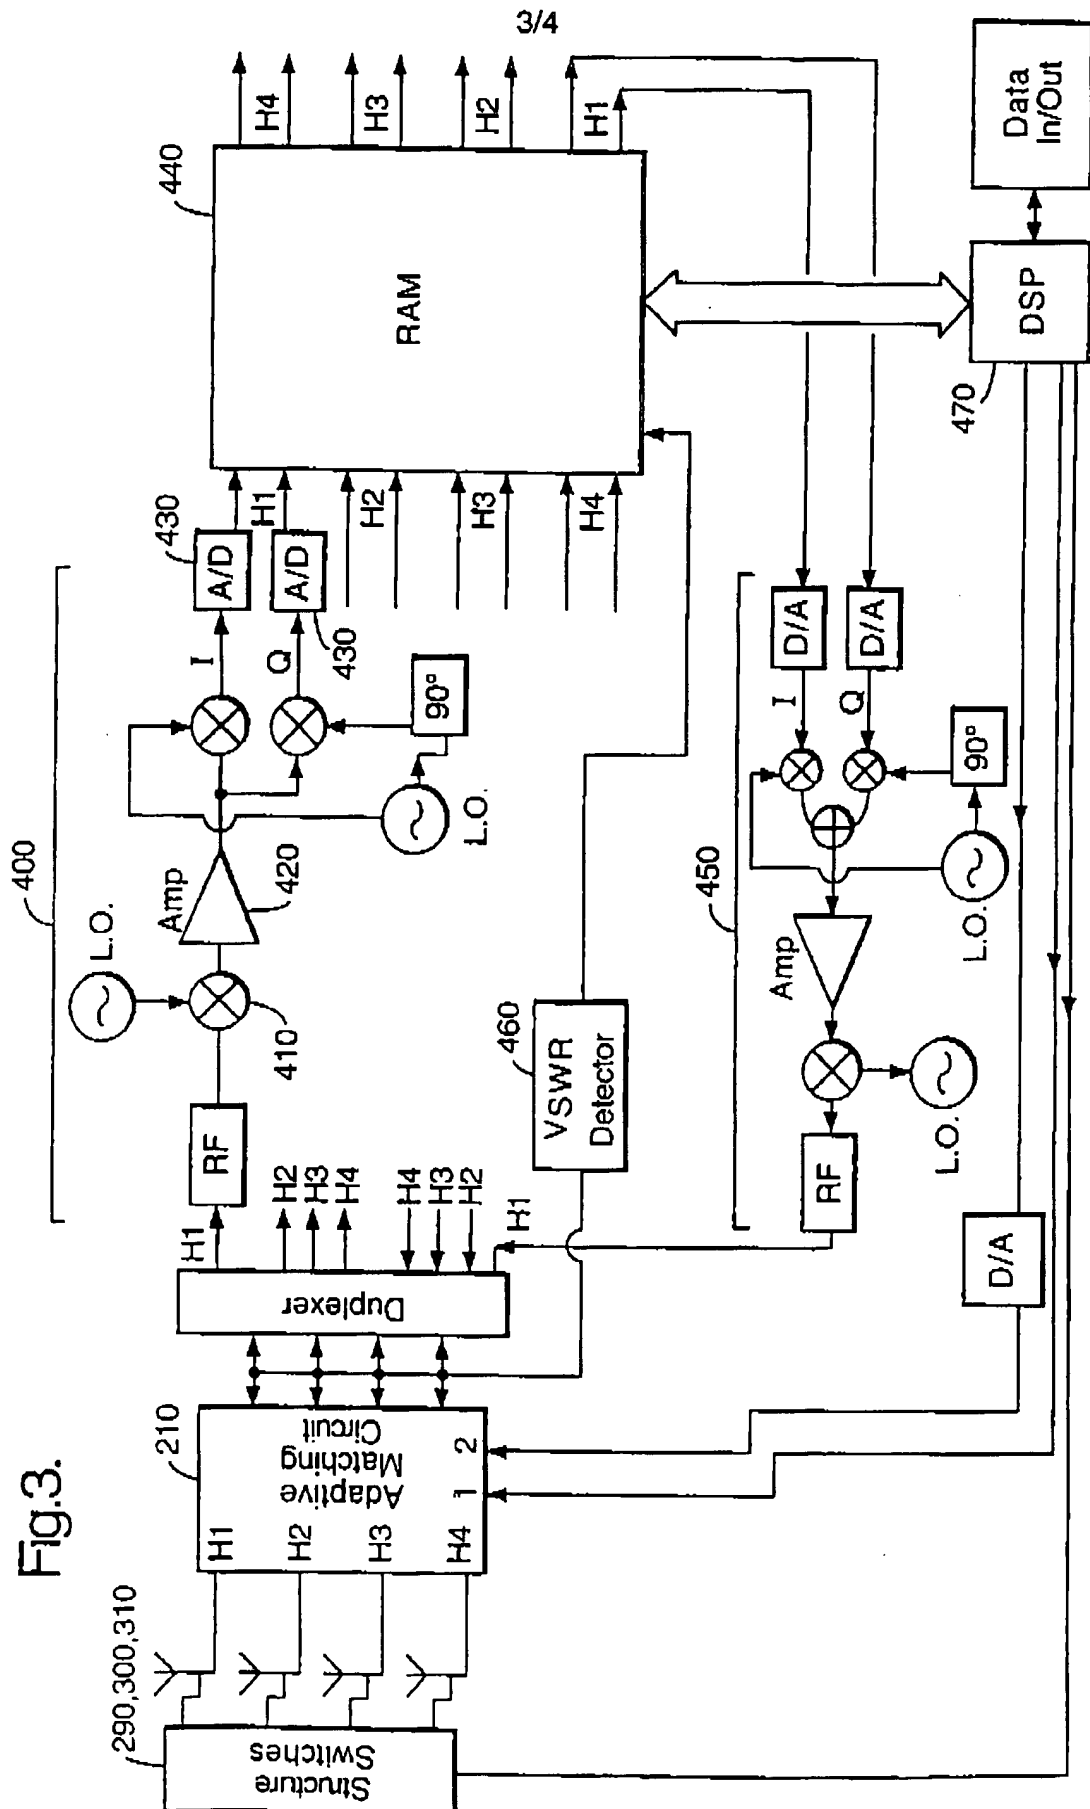 3/4
Fig.3.
290,300,310
Structure
Switches
210
H1
H2
H3
H4
Adaptive
Matching
Circuit
1
2
Duplexer
H1
H2
H3
H4
H4
H3
H2
H1
400
RF
L.O.
410
Amp
420
I
Q
L.O.
90°
430
A/D
A/D
430
H1
H2
H3
H4
440
RAM
H4
H3
H2
H1
460
VSWR
Detector
450
RF
L.O.
Amp
L.O.
90°
I
Q
D/A
D/A
D/A
470
DSP
Data
In/Out